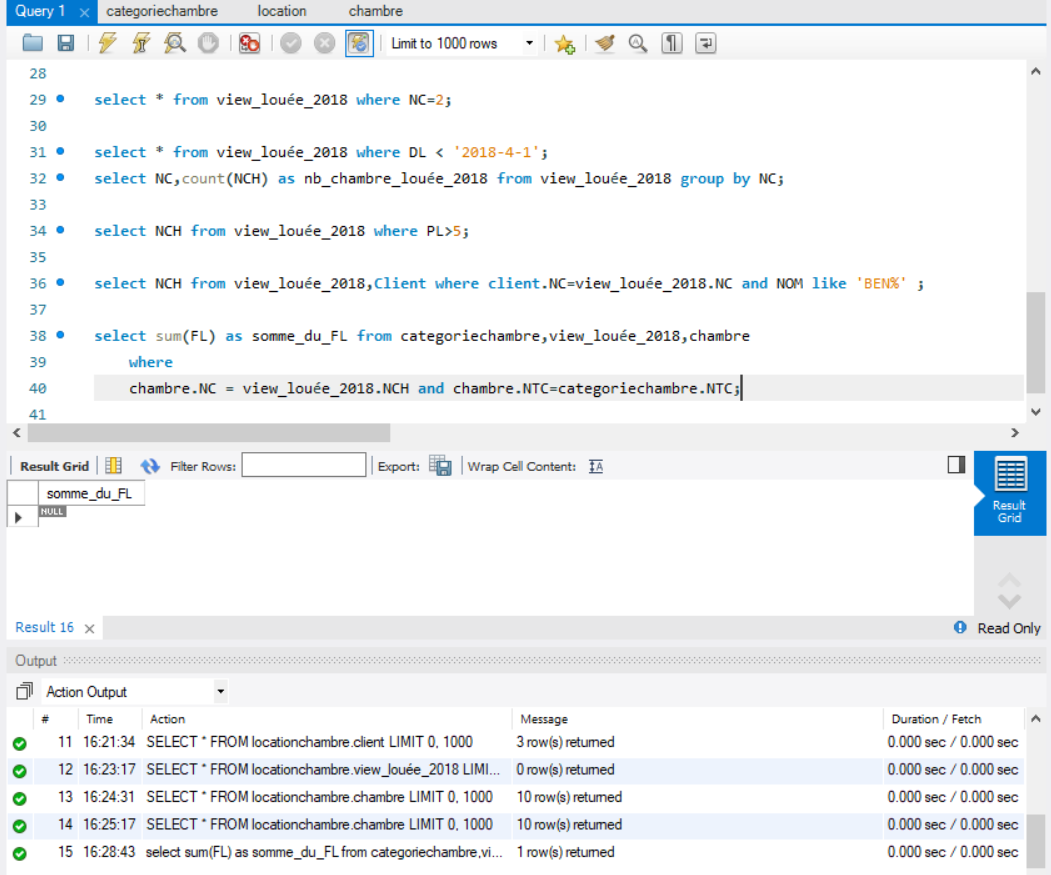 Query 1 categoriechambre location chambre
Limit to 1000 rows
28
29 select * from view_louée_2018 where NC=2;
30
31 select * from view_louée_2018 where DL < '2018-4-1';
32 select NC,count(NCH) as nb_chambre_louée_2018 from view_louée_2018 group by NC;
33
34 select NCH from view_louée_2018 where PL>5;
35
36 select NCH from view_louée_2018,Client where client.NC=view_louée_2018.NC and NOM like 'BEN%' ;
37
38 select sum(FL) as somme_du_FL from categoriechambre,view_louée_2018,chambre
39 where
40 chambre.NC = view_louée_2018.NCH and chambre.NTC=categoriechambre.NTC;
41
Result Grid Filter Rows: Export: Wrap Cell Content:
somme_du_FL
NULL
Result
Grid
Result 16 Read Only
Output
Action Output
# Time Action Message Duration / Fetch
11 16:21:34 SELECT * FROM locationchambre.client LIMIT 0, 1000 3 row(s) returned 0.000 sec / 0.000 sec
12 16:23:17 SELECT * FROM locationchambre.view_louée_2018 LIMI... 0 row(s) returned 0.000 sec / 0.000 sec
13 16:24:31 SELECT * FROM locationchambre.chambre LIMIT 0, 1000 10 row(s) returned 0.000 sec / 0.000 sec
14 16:25:17 SELECT * FROM locationchambre.chambre LIMIT 0, 1000 10 row(s) returned 0.000 sec / 0.000 sec
15 16:28:43 select sum(FL) as somme_du_FL from categoriechambre,vi... 1 row(s) returned 0.000 sec / 0.000 sec